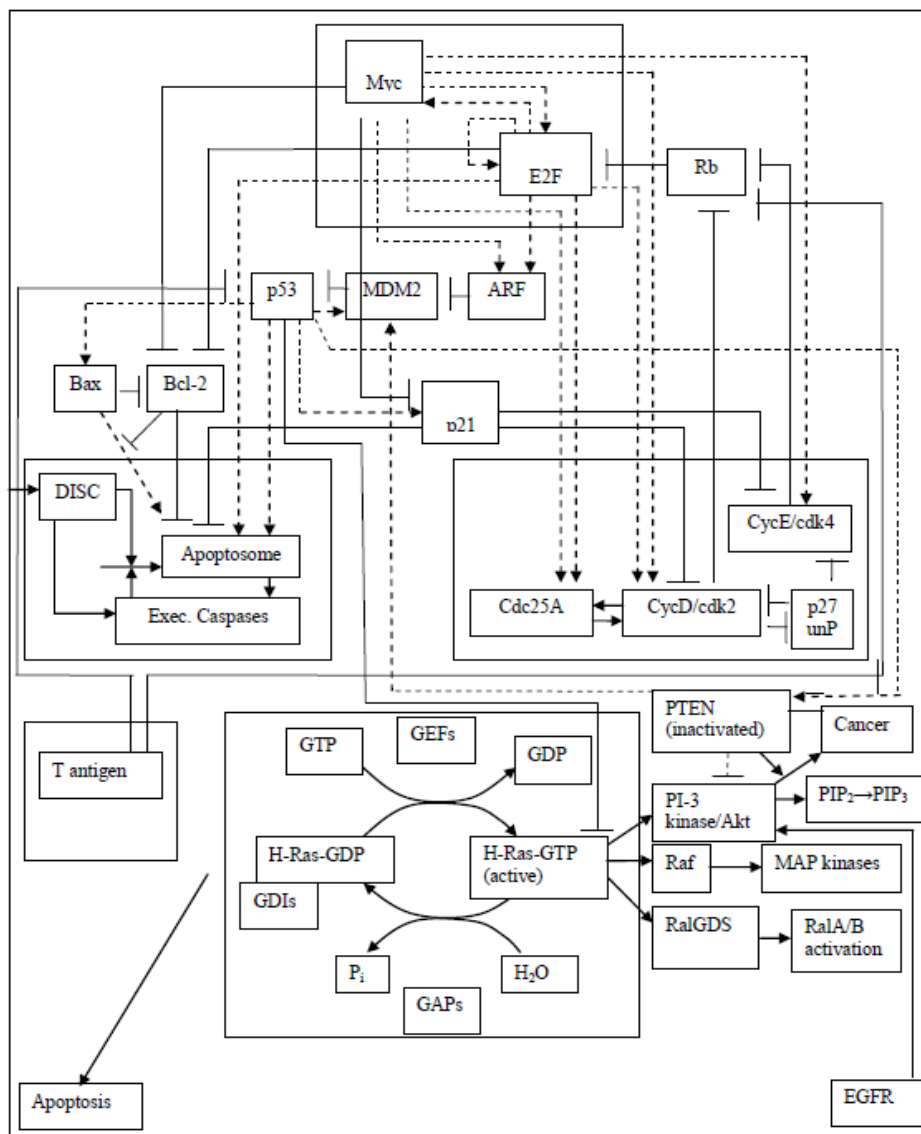 Myc
E2F
Rb
p53
MDM2
ARF
Bax
Bcl-2
p21
DISC
CycE/cdk4
Apoptosome
Cdc25A
CycD/cdk2
p27
unP
Exec. Caspases
PTEN
(inactivated)
Cancer
T antigen
GTP
GEFs
GDP
PI-3
kinase/Akt
PIP₂→PIP₃
H-Ras-GDP
H-Ras-GTP
(active)
Raf
MAP kinases
GDIs
RalGDS
RalA/B
activation
Pᵢ
H₂O
GAPs
Apoptosis
EGFR